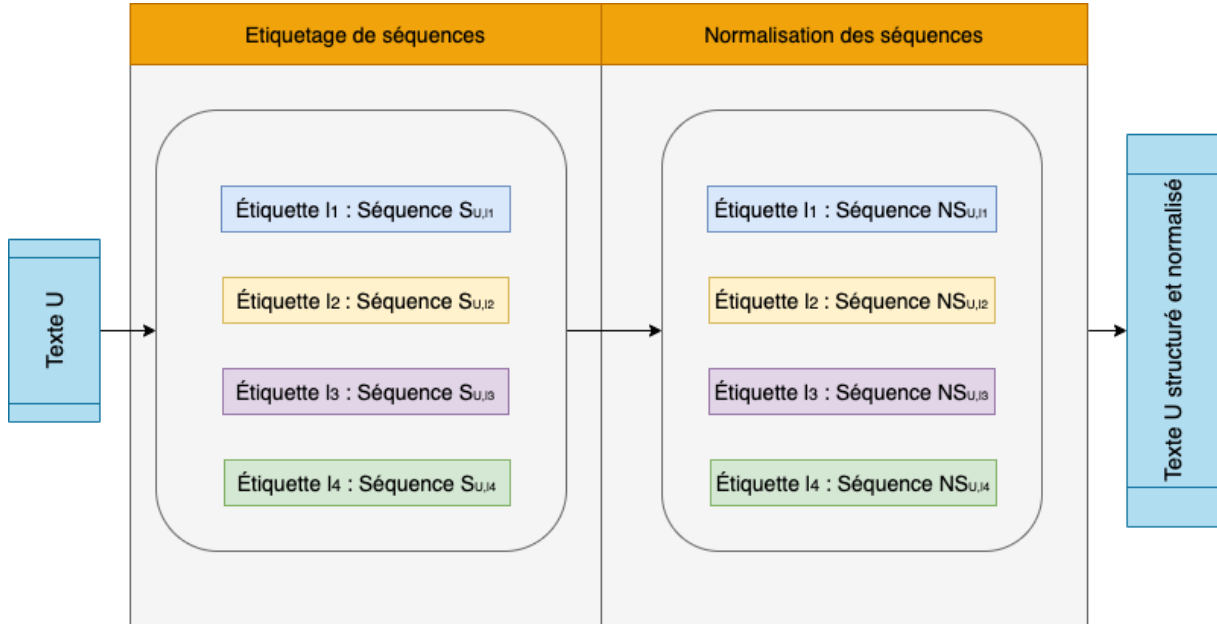 Etiquetage de séquences
Normalisation des séquences
Texte U
Étiquette l1 : Séquence SU,l1
Étiquette l2 : Séquence SU,l2
Étiquette l3 : Séquence SU,l3
Étiquette l4 : Séquence SU,l4
Étiquette l1 : Séquence NSU,l1
Étiquette l2 : Séquence NSU,l2
Étiquette l3 : Séquence NSU,l3
Étiquette l4 : Séquence NSU,l4
Texte U structuré et normalisé